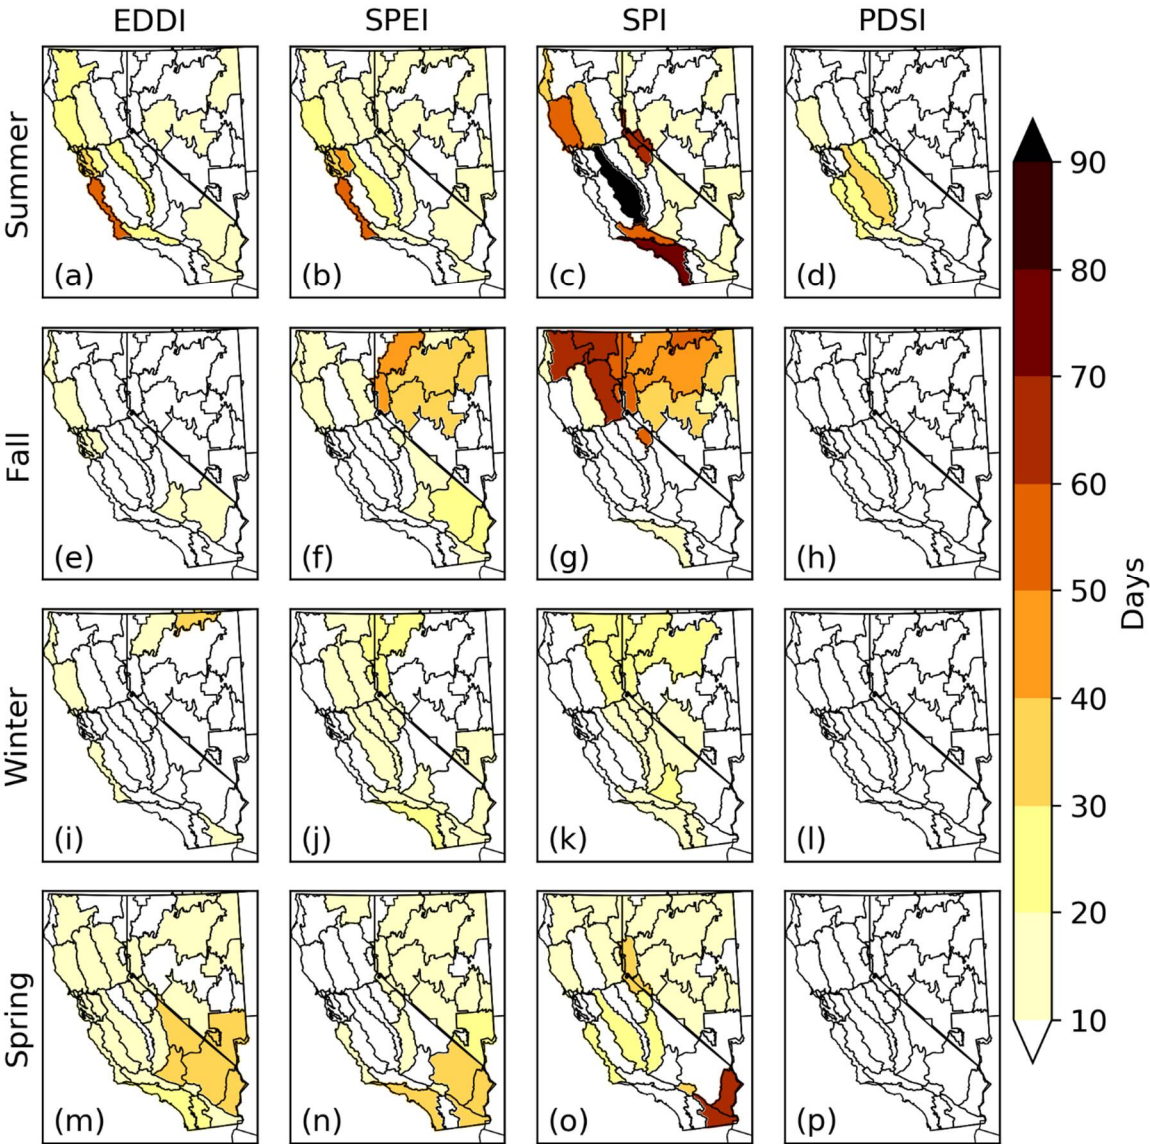 EDDI SPEI SPI PDSI
Summer
(a) (b) (c) (d)
Fall
(e) (f) (g) (h)
Winter
(i) (j) (k) (l)
Spring
(m) (n) (o) (p)
90
80
70
60
50
40
30
20
10
Days